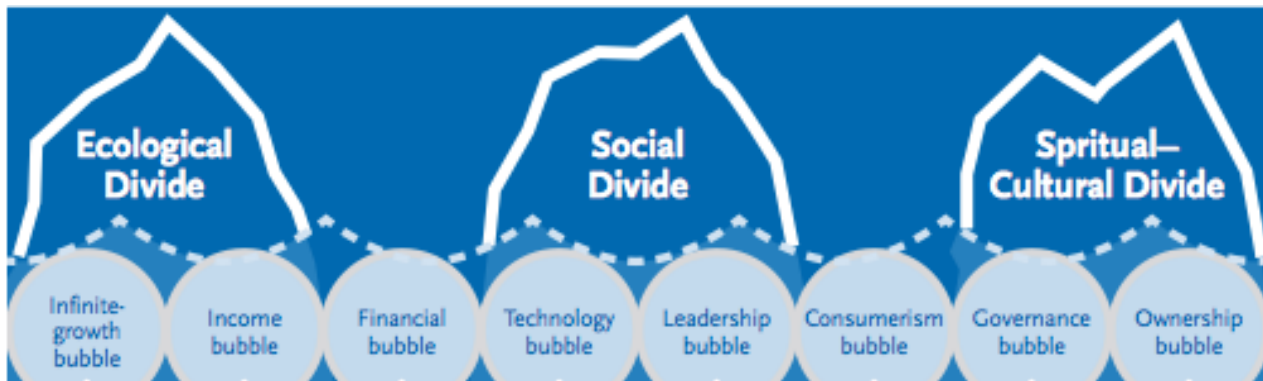 Ecological
Divide
Social
Divide
Spritual—
Cultural Divide
Infinite-
growth
bubble
Income
bubble
Financial
bubble
Technology
bubble
Leadership
bubble
Consumerism
bubble
Governance
bubble
Ownership
bubble